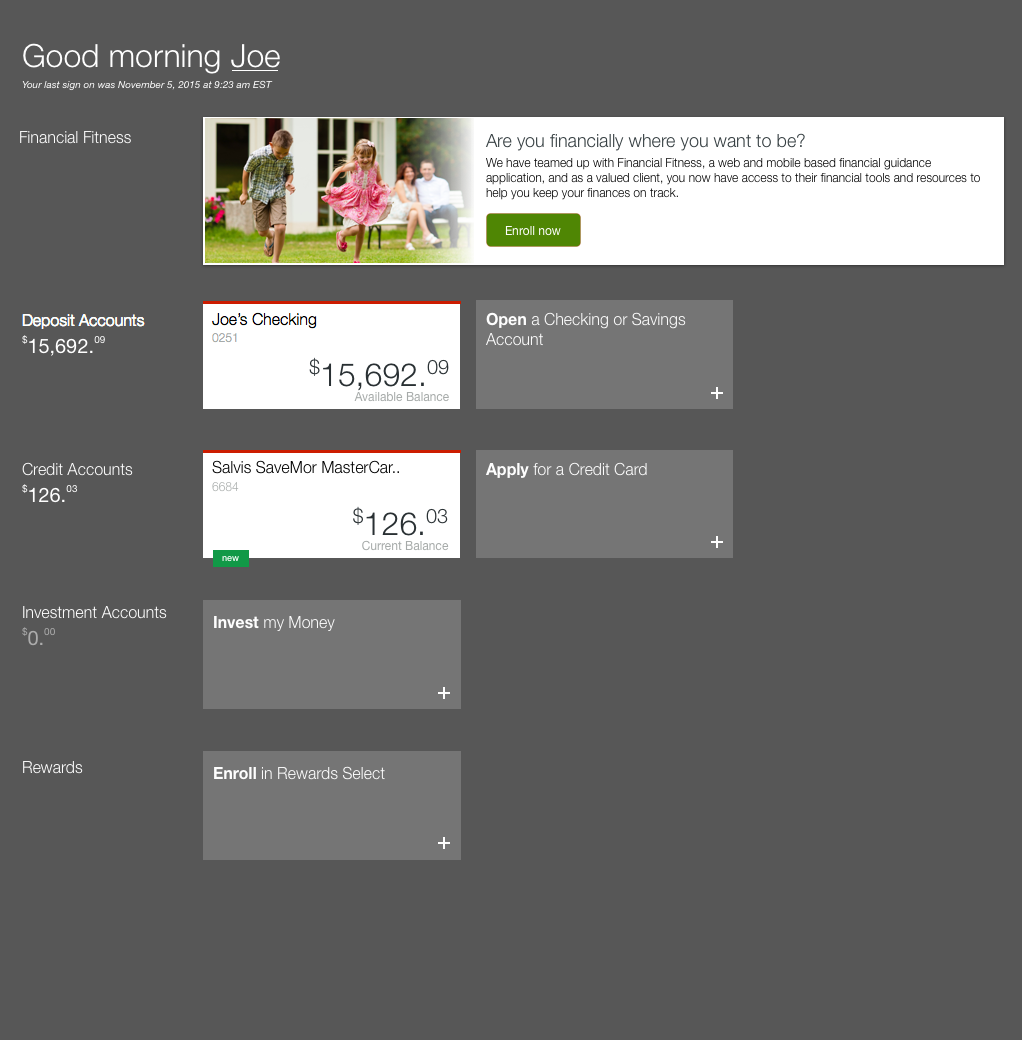 Good morning Joe
Your last sign on was November 5, 2015 at 9:23 am EST
Financial Fitness
Are you financially where you want to be?
We have teamed up with Financial Fitness, a web and mobile based financial guidance
application, and as a valued client, you now have access to their financial tools and resources to
help you keep your finances on track.
Enroll now
Deposit Accounts
$15,692.09
Joe's Checking
0251
$15,692.09
Available Balance
Open a Checking or Savings
Account
+
Credit Accounts
$126.03
Salvis SaveMor MasterCar..
6684
$126.03
Current Balance
new
Apply for a Credit Card
+
Investment Accounts
$0.00
Invest my Money
+
Rewards
Enroll in Rewards Select
+